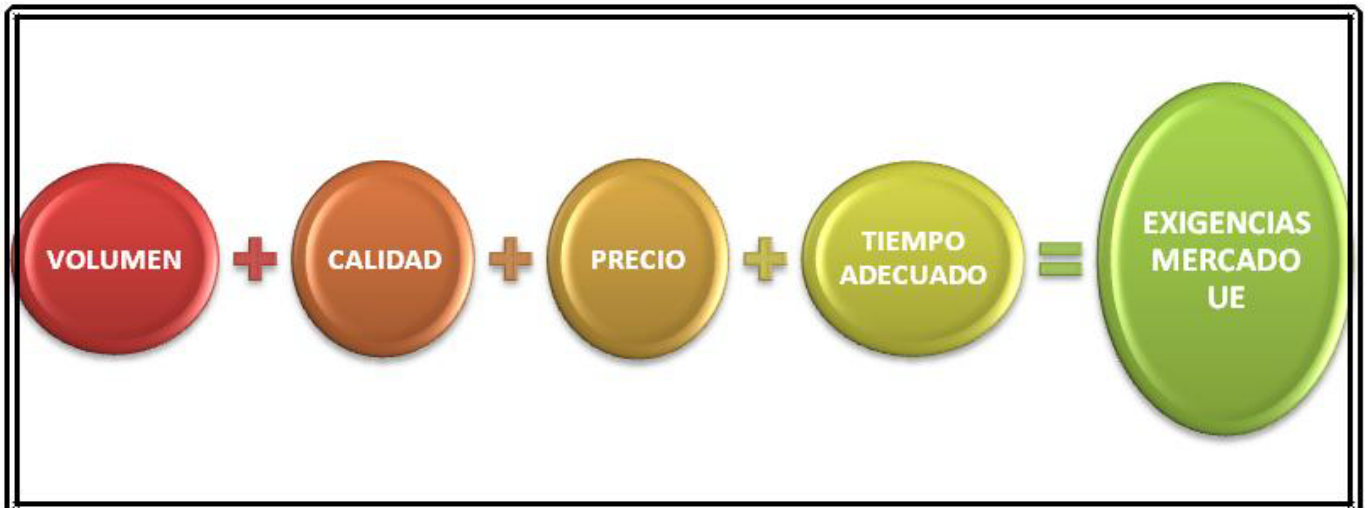 VOLUMEN
CALIDAD
PRECIO
TIEMPO
ADECUADO
EXIGENCIAS
MERCADO
UE